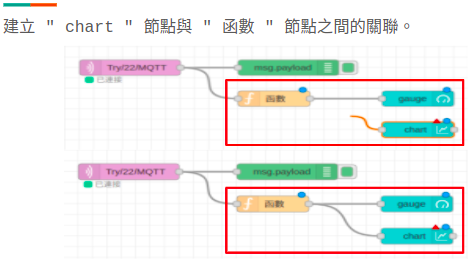 建立 " chart " 節點與 " 函數 " 節點之間的關聯。
Try/22/MQTT
msg.payload
已連接
函數
gauge
chart
Try/22/MQTT
msg.payload
已連接
函數
gauge
chart